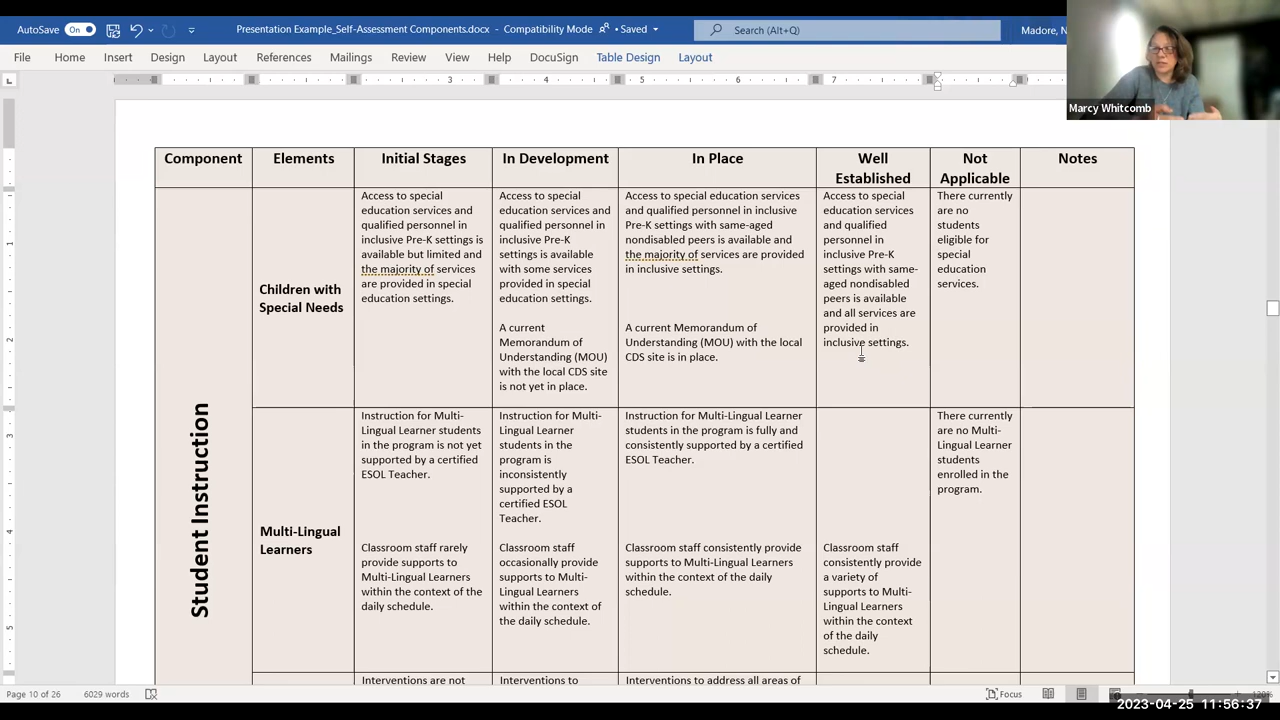 AutoSave On Presentation Example_Self-Assessment Components.docx - Compatibility Mode • Saved Search (Alt+Q) Madore, N
File Home Insert Design Layout References Mailings Review View Help DocuSign Table Design Layout
Marcy Whitcomb
3 5 6 7
Component Elements Initial Stages In Development In Place Well Established Not Applicable Notes
Student Instruction
Children with
Special Needs
Access to special
education services and
qualified personnel in
inclusive Pre-K settings is
available but limited and
the majority of services
are provided in special
education settings.
Access to special
education services and
qualified personnel in
inclusive Pre-K
settings is available
with some services
provided in special
education settings.
A current
Memorandum of
Understanding (MOU)
with the local CDS site
is not yet in place.
Access to special education services
and qualified personnel in inclusive
Pre-K settings with same-aged
nondisabled peers is available and
the majority of services are provided
in inclusive settings.
A current Memorandum of
Understanding (MOU) with the local
CDS site is in place.
Access to special
education services
and qualified
personnel in
inclusive Pre-K
settings with same-
aged nondisabled
peers is available
and all services are
provided in
inclusive settings.
There currently
are no
students
eligible for
special
education
services.
Multi-Lingual
Learners
Instruction for Multi-
Lingual Learner students
in the program is not yet
supported by a certified
ESOL Teacher.
Classroom staff rarely
provide supports to
Multi-Lingual Learners
within the context of the
daily schedule.
Instruction for Multi-
Lingual Learner
students in the
program is
inconsistently
supported by a
certified ESOL
Teacher.
Classroom staff
occasionally provide
supports to Multi-
Lingual Learners
within the context of
the daily schedule.
Instruction for Multi-Lingual Learner
students in the program is fully and
consistently supported by a certified
ESOL Teacher.
Classroom staff consistently provide
supports to Multi-Lingual Learners
within the context of the daily
schedule.
Classroom staff
consistently provide
a variety of
supports to Multi-
Lingual Learners
within the context
of the daily
schedule.
There currently
are no Multi-
Lingual Learner
students
enrolled in the
program.
Interventions are not
Interventions to
Interventions to address all areas of
1
2
3
4
5
Page 10 of 26 6029 words Focus 120%
2023-04-25 11:56:37